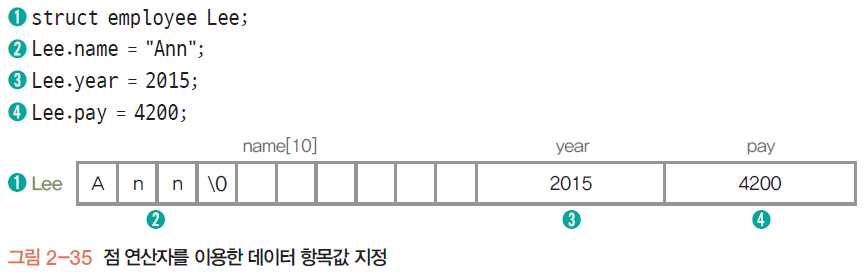 ❶ struct employee Lee;
❷ Lee.name = "Ann";
❸ Lee.year = 2015;
❹ Lee.pay = 4200;
name[10] year pay
❶ Lee A n n \0 2015 4200
❷ ❸ ❹
그림 2-35 점 연산자를 이용한 데이터 항목값 지정